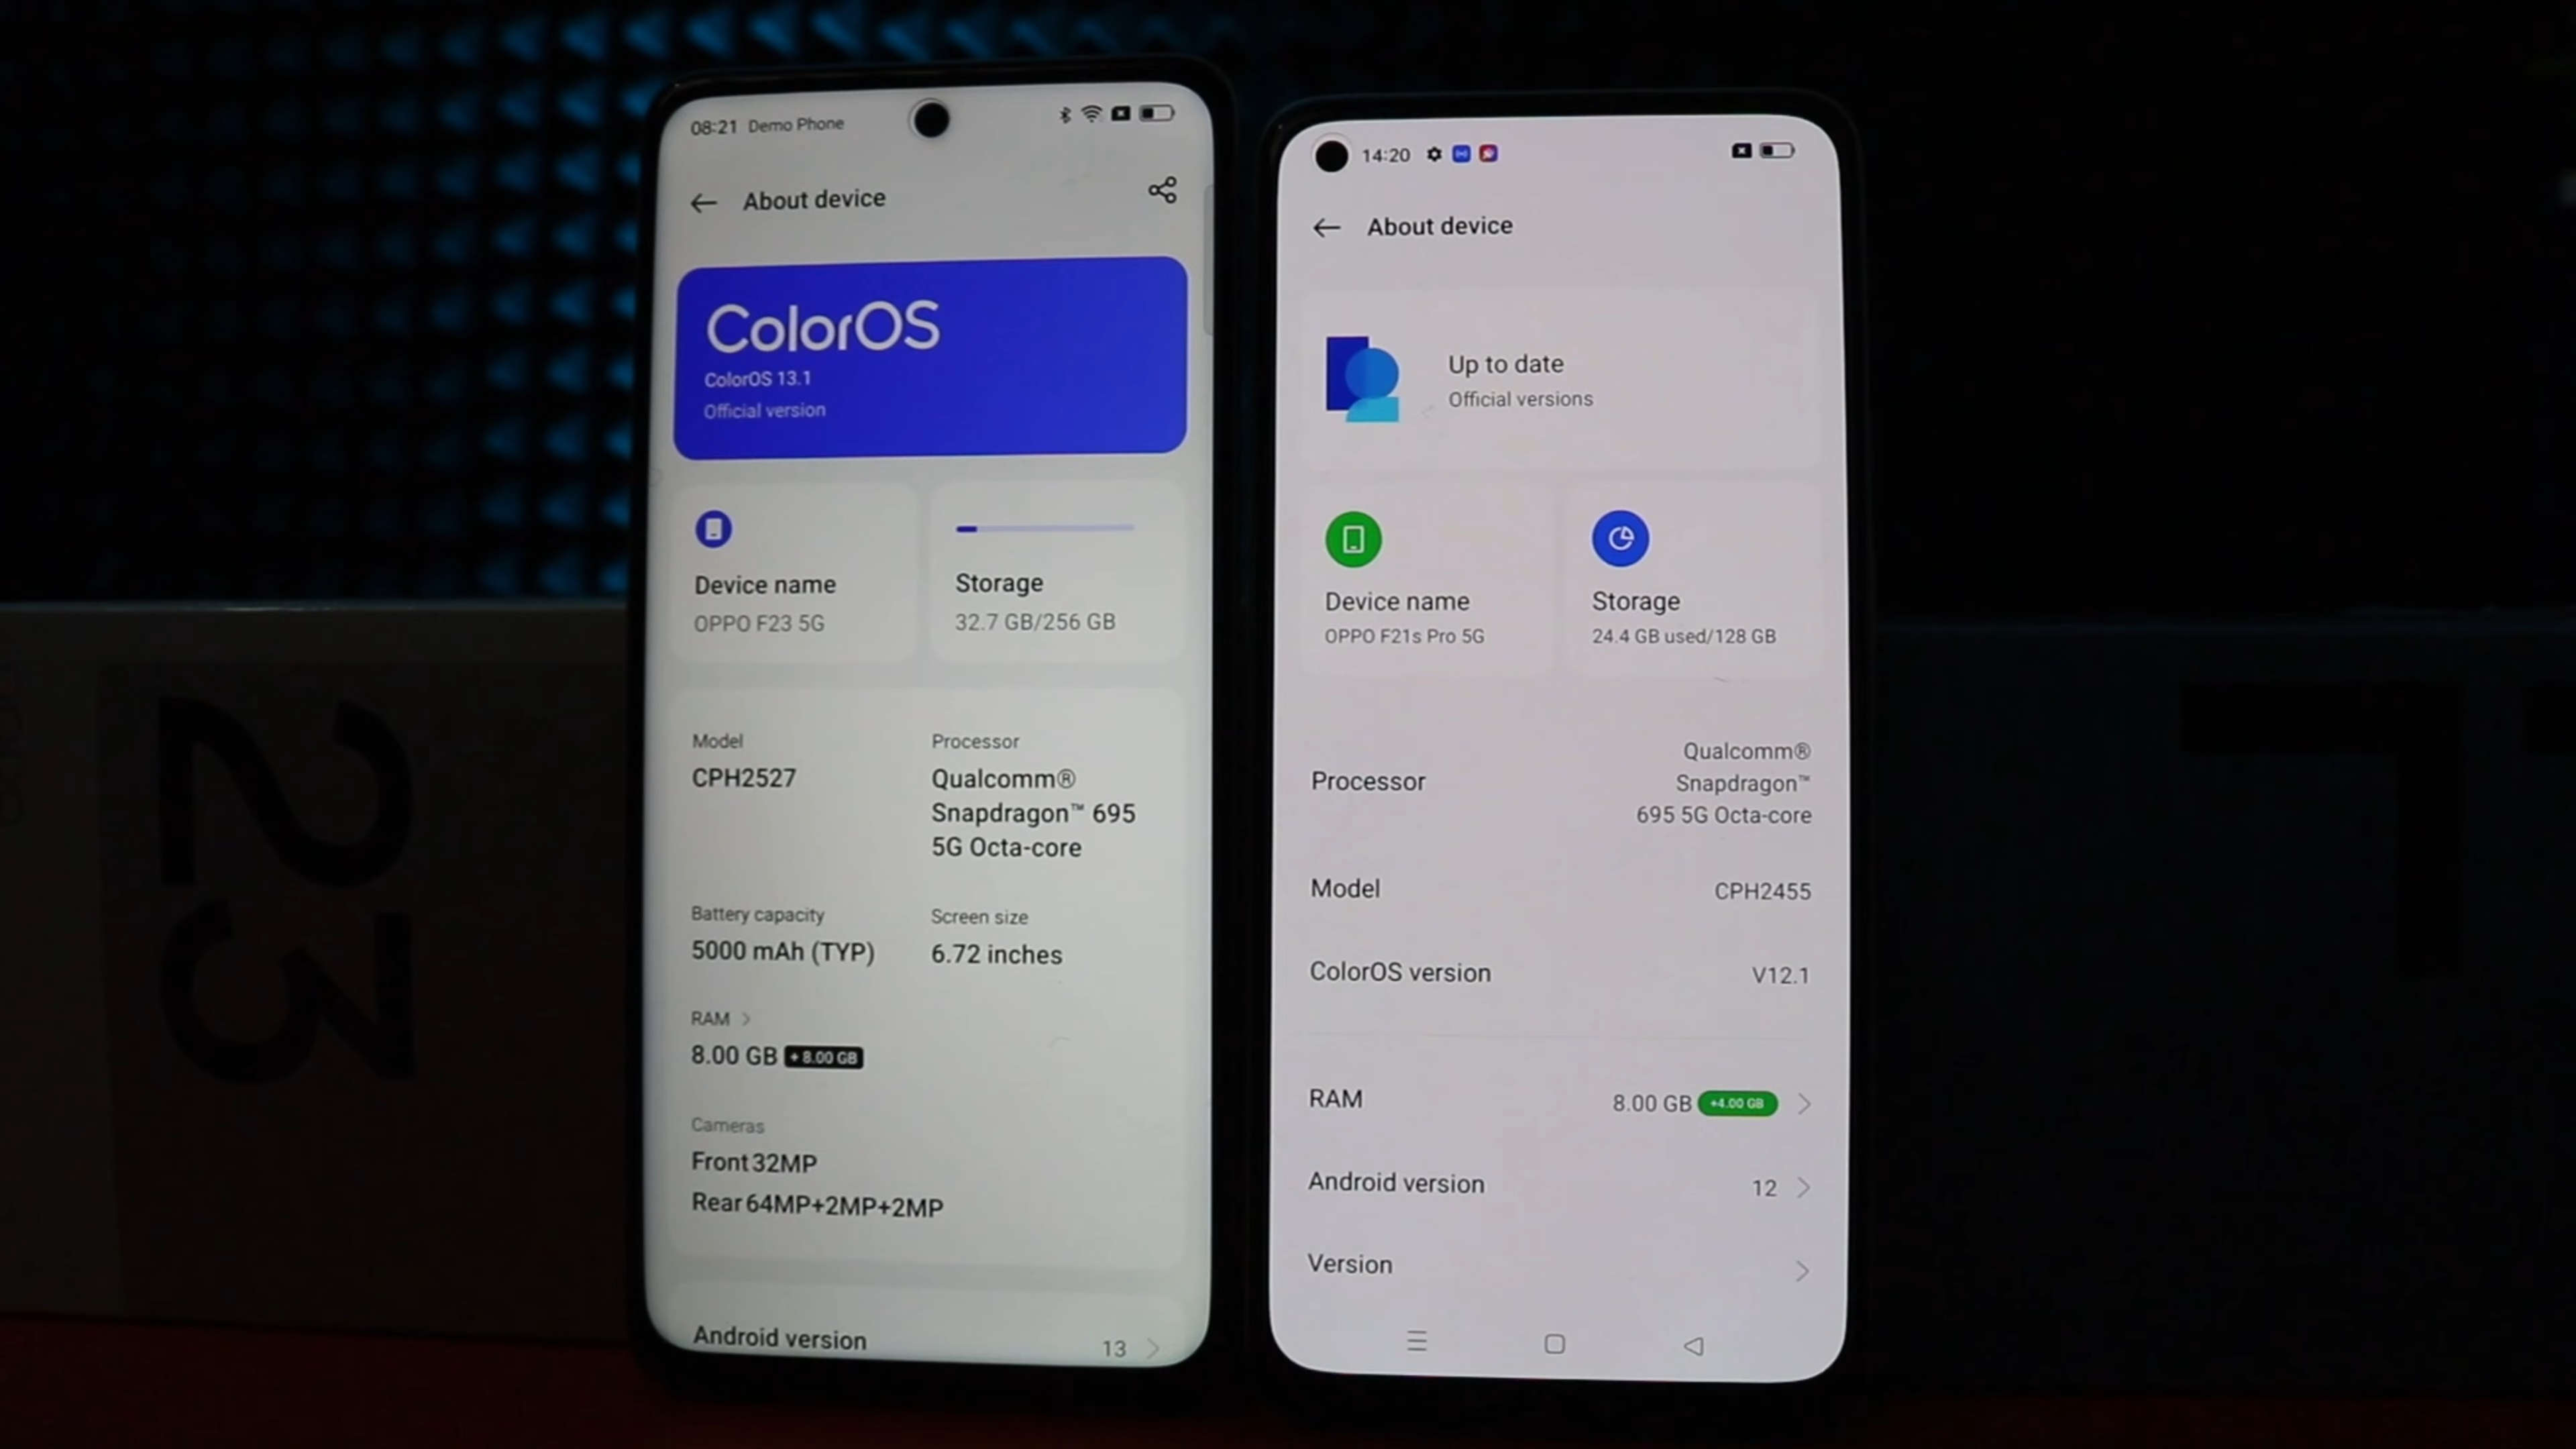 08:21 Demo Phone
About device
ColorOS
ColorOS 13.1
Official version
Device name
OPPO F23 5G
Storage
32.7 GB/256 GB
Model
CPH2527
Processor
Qualcomm®
Snapdragon™ 695
5G Octa-core
Battery capacity
5000 mAh (TYP)
Screen size
6.72 inches
RAM
8.00 GB + 8.00 GB
Cameras
Front 32MP
Rear 64MP+2MP+2MP
Android version 13
14:20
About device
Up to date
Official versions
Device name
OPPO F21s Pro 5G
Storage
24.4 GB used/128 GB
Processor
Qualcomm®
Snapdragon™
695 5G Octa-core
Model CPH2455
ColorOS version V12.1
RAM 8.00 GB +4.00 GB
Android version 12
Version
23